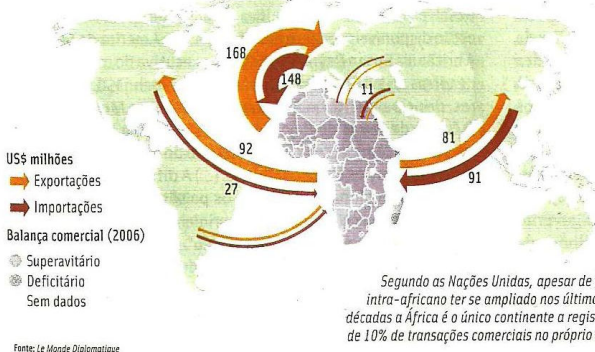 168
148
11
92
27
81
91
US$ milhões
Exportações
Importações
Balança comercial (2006)
Superavitário
Deficitário
Sem dados
Segundo as Nações Unidas, apesar de
intra-africano ter se ampliado nos último
décadas a África é o único continente a regis
de 10% de transações comerciais no próprio
Fonte: Le Monde Diplomatique